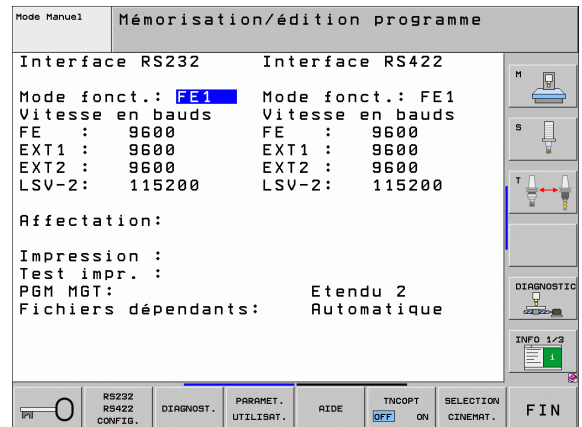 Mode Manuel
Mémorisation/édition programme
Interface RS232 Interface RS422
Mode fonct.: FE1 Mode fonct.: FE1
Vitesse en bauds Vitesse en bauds
FE : 9600 FE : 9600
EXT1 : 9600 EXT1 : 9600
EXT2 : 9600 EXT2 : 9600
LSV-2: 115200 LSV-2: 115200
Affectation:
Impression :
Test impr. :
PGM MGT: Etendu 2
Fichiers dépendants: Automatique
M
S
T
DIAGNOSTIC
INFO 1/3
i
RS232
RS422
CONFIG.
DIAGNOST.
PARAMET.
UTILISAT.
AIDE
TNCOPT
OFF ON
SELECTION
CINEMAT.
FIN